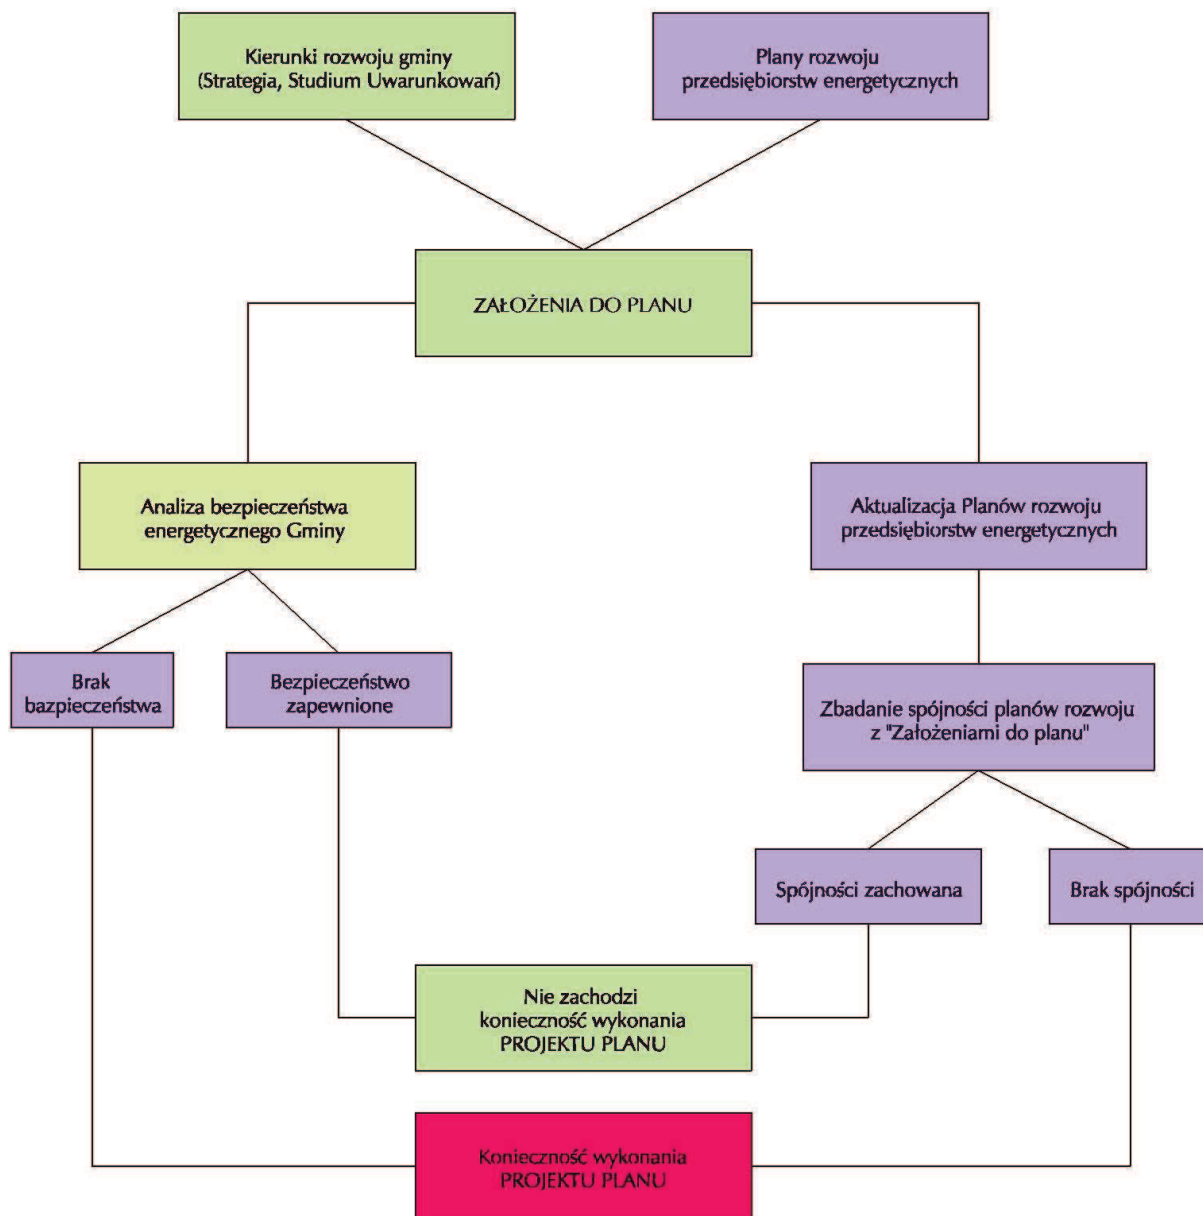 Kierunki rozwoju gminy
(Strategia, Studium Uwarunkowań)
Plany rozwoju
przedsiębiorstw energetycznych
ZAŁOŻENIA DO PLANU
Analiza bezpieczeństwa
energetycznego Gminy
Aktualizacja Planów rozwoju
przedsiębiorstw energetycznych
Brak
bazpieczeństwa
Bezpieczeństwo
zapewnione
Zbadanie spójności planów rozwoju
z "Założeniami do planu"
Spójności zachowana
Brak spójności
Nie zachodzi
konieczność wykonania
PROJEKTU PLANU
Konieczność wykonania
PROJEKTU PLANU